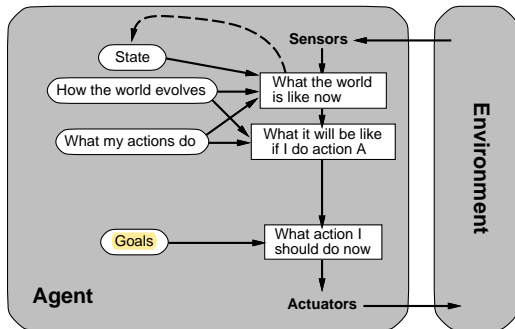 Sensors
State
What the world
is like now
How the world evolves
What it will be like
if I do action A
What my actions do
What action I
should do now
Goals
Agent
Actuators
Environment